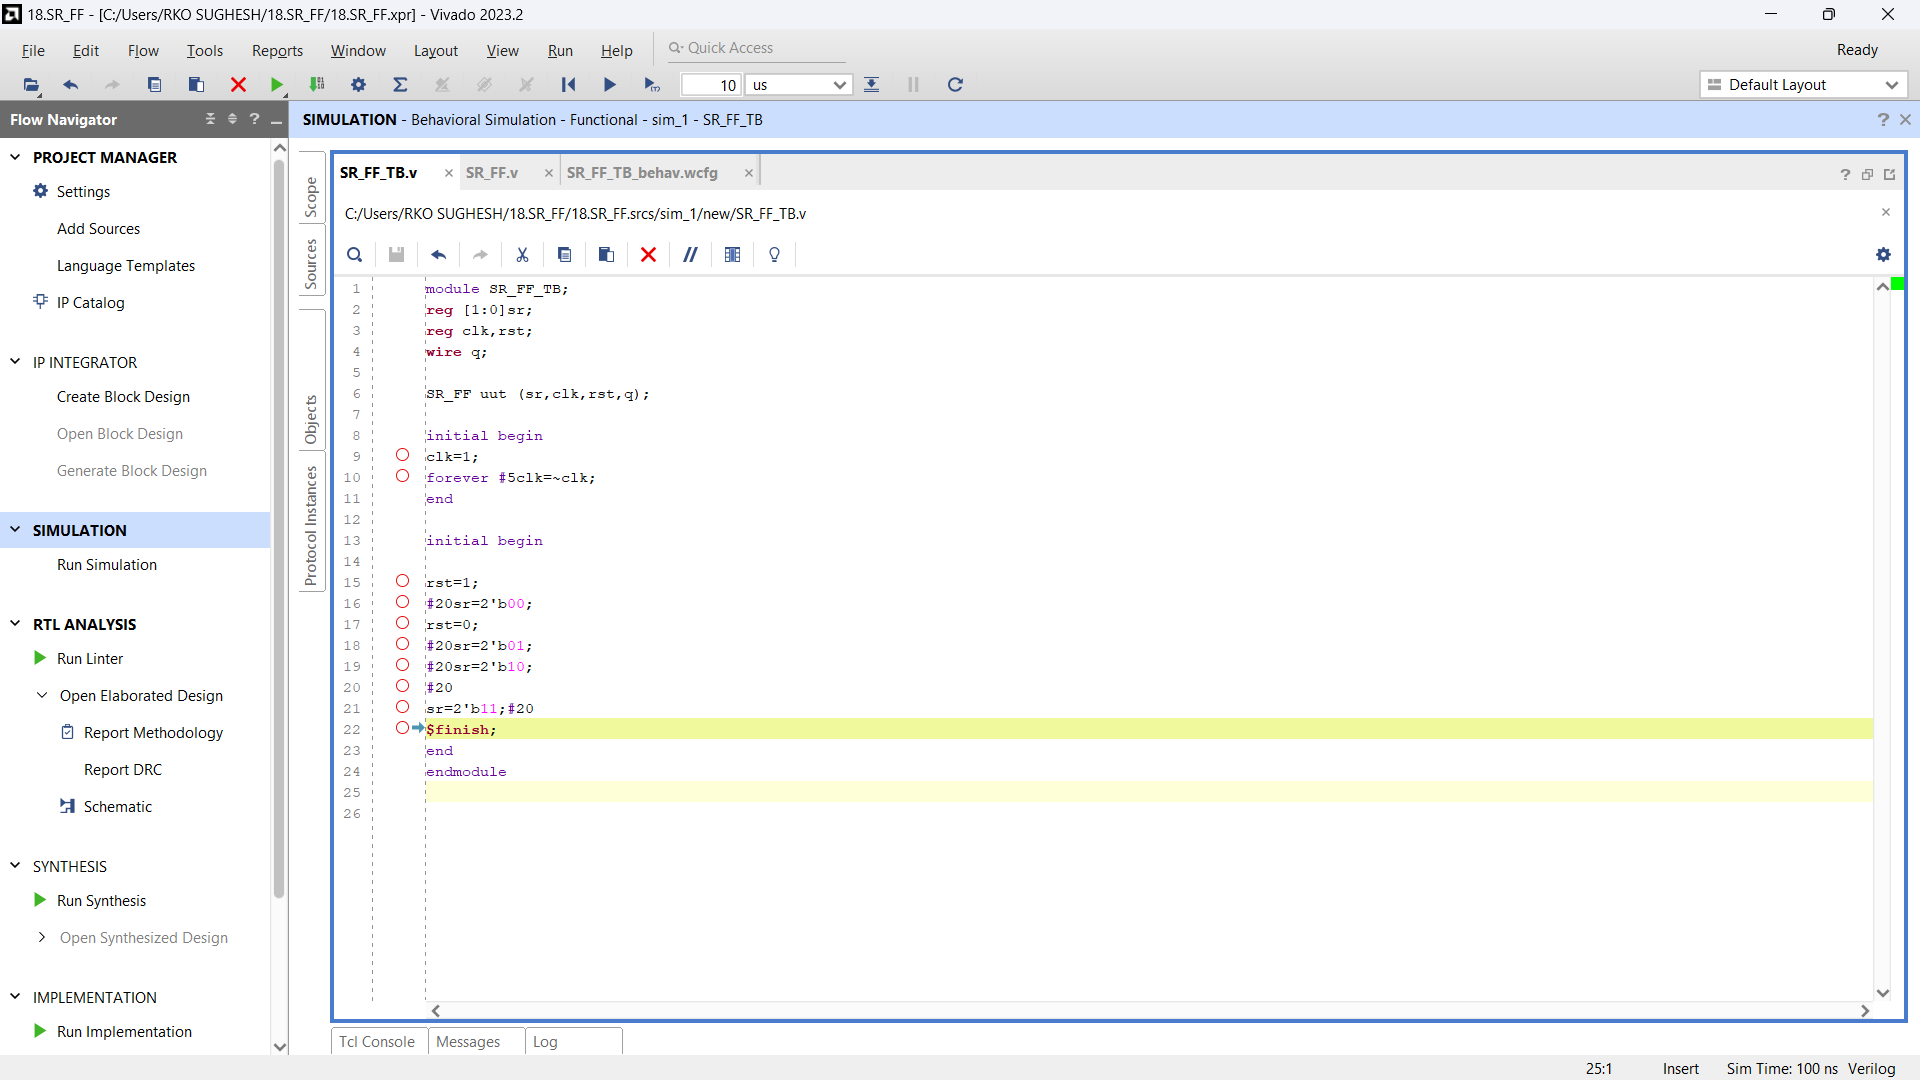 18.SR_FF - [C:/Users/RKO SUGHESH/18.SR_FF/18.SR_FF.xpr] - Vivado 2023.2
File Edit Flow Tools Reports Window Layout View Run Help Quick Access Ready
10 us Default Layout
Flow Navigator ? SIMULATION - Behavioral Simulation - Functional - sim_1 - SR_FF_TB ?
PROJECT MANAGER
Settings
Add Sources
Language Templates
IP Catalog
IP INTEGRATOR
Create Block Design
Open Block Design
Generate Block Design
SIMULATION
Run Simulation
RTL ANALYSIS
Run Linter
Open Elaborated Design
Report Methodology
Report DRC
Schematic
SYNTHESIS
Run Synthesis
Open Synthesized Design
IMPLEMENTATION
Run Implementation
Scope
Sources
Objects
Protocol Instances
SR_FF_TB.v SR_FF.v SR_FF_TB_behav.wcfg ?
C:/Users/RKO SUGHESH/18.SR_FF/18.SR_FF.srcs/sim_1/new/SR_FF_TB.v
1 module SR_FF_TB;
2 reg [1:0]sr;
3 reg clk,rst;
4 wire q;
5
6 SR_FF uut (sr,clk,rst,q);
7
8 initial begin
9 clk=1;
10 forever #5clk=~clk;
11 end
12
13 initial begin
14
15 rst=1;
16 #20sr=2'b00;
17 rst=0;
18 #20sr=2'b01;
19 #20sr=2'b10;
20 #20
21 sr=2'b11;#20
22 $finish;
23 end
24 endmodule
25
26
Tcl Console Messages Log
25:1 Insert Sim Time: 100 ns Verilog